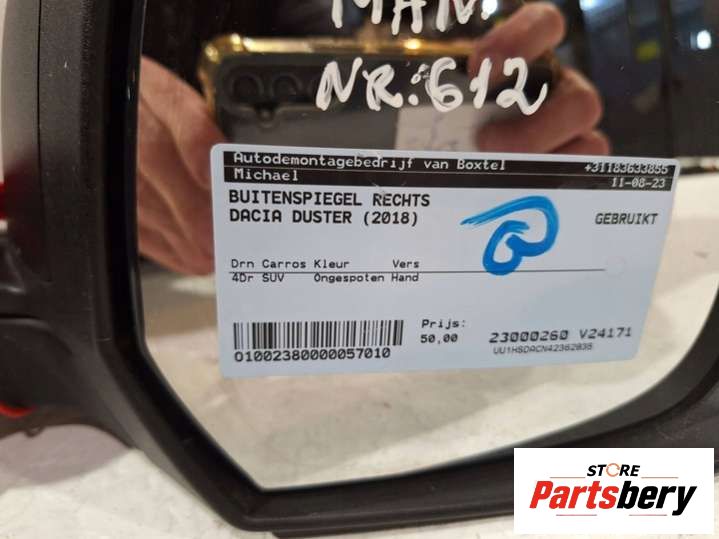 NR:612
Autodemontagebedrijf van Boxtel +31183633855
Michael 11-08-23
BUITENSPIEGEL RECHTS
DACIA DUSTER (2018) GEBRUIKT
Drn Carros Kleur Vers
4Dr SUV Ongespoten Hand
Prijs:
50,00 23000260 V24171
O1002380000057010 UU1HSDACN42362835
STORE
Partsbery